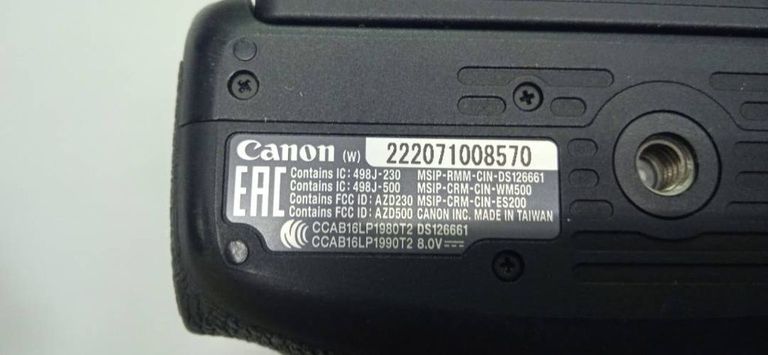 Canon (W) 222071008570
EAC
Contains IC: 498J-230 MSIP-RMM-CIN-DS126661
Contains IC: 498J-500 MSIP-CRM-CIN-WM500
Contains FCC ID: AZD230 MSIP-CRM-CIN-ES200
Contains FCC ID: AZD500 CANON INC. MADE IN TAIWAN
CCAB16LP1980T2 DS126661
CCAB16LP1990T2 8.0V